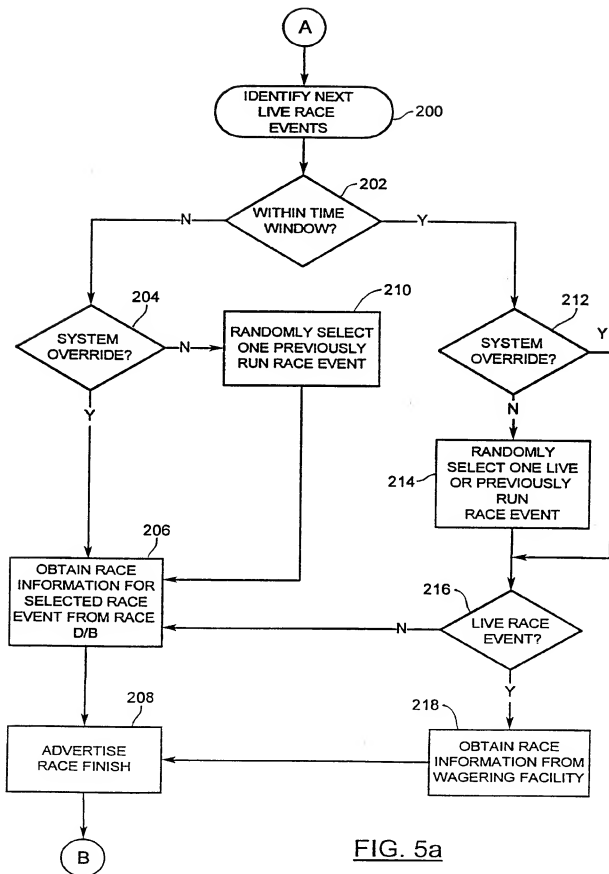 A
IDENTIFY NEXT
LIVE RACE
EVENTS
200
202
WITHIN TIME
WINDOW?
N
Y
204
SYSTEM
OVERRIDE?
N
Y
210
RANDOMLY SELECT
ONE PREVIOUSLY
RUN RACE EVENT
212
SYSTEM
OVERRIDE?
Y
N
214
RANDOMLY
SELECT ONE LIVE
OR PREVIOUSLY
RUN
RACE EVENT
206
OBTAIN RACE
INFORMATION FOR
SELECTED RACE
EVENT FROM RACE
D/B
216
LIVE RACE
EVENT?
N
Y
208
ADVERTISE
RACE FINISH
218
OBTAIN RACE
INFORMATION FROM
WAGERING FACILITY
B
FIG. 5a